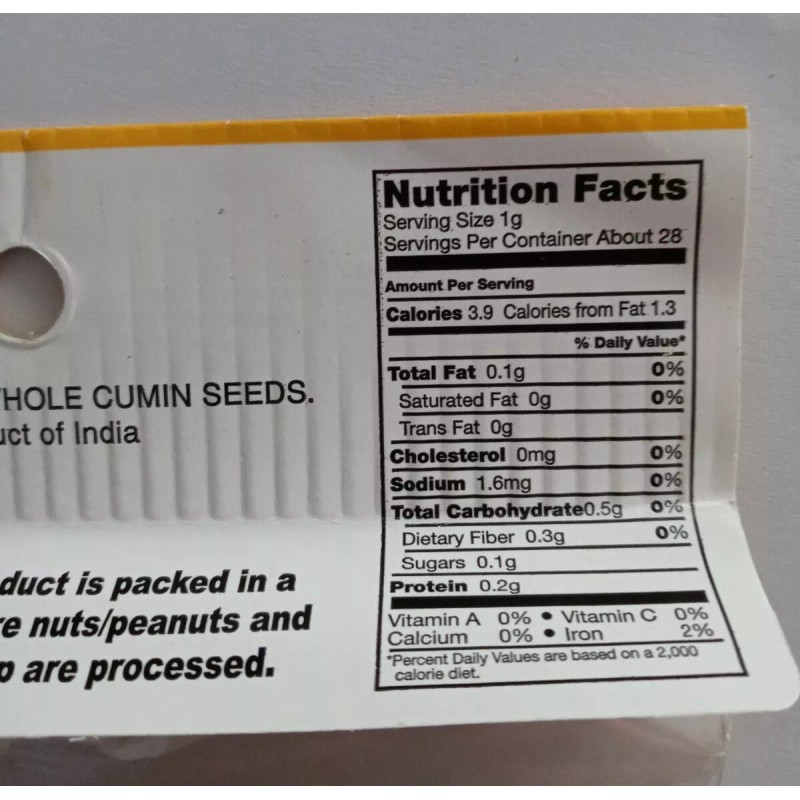 HOLE CUMIN SEEDS.
uct of India
duct is packed in a
e nuts/peanuts and
p are processed.
Nutrition Facts
Serving Size 1g
Servings Per Container About 28
Amount Per Serving
Calories 3.9 Calories from Fat 1.3
% Daily Value*
Total Fat 0.1g 0%
Saturated Fat 0g 0%
Trans Fat 0g
Cholesterol 0mg 0%
Sodium 1.6mg 0%
Total Carbohydrate0.5g 0%
Dietary Fiber 0.3g 0%
Sugars 0.1g
Protein 0.2g
Vitamin A 0% • Vitamin C 0%
Calcium 0% • Iron 2%
*Percent Daily Values are based on a 2,000
calorie diet.